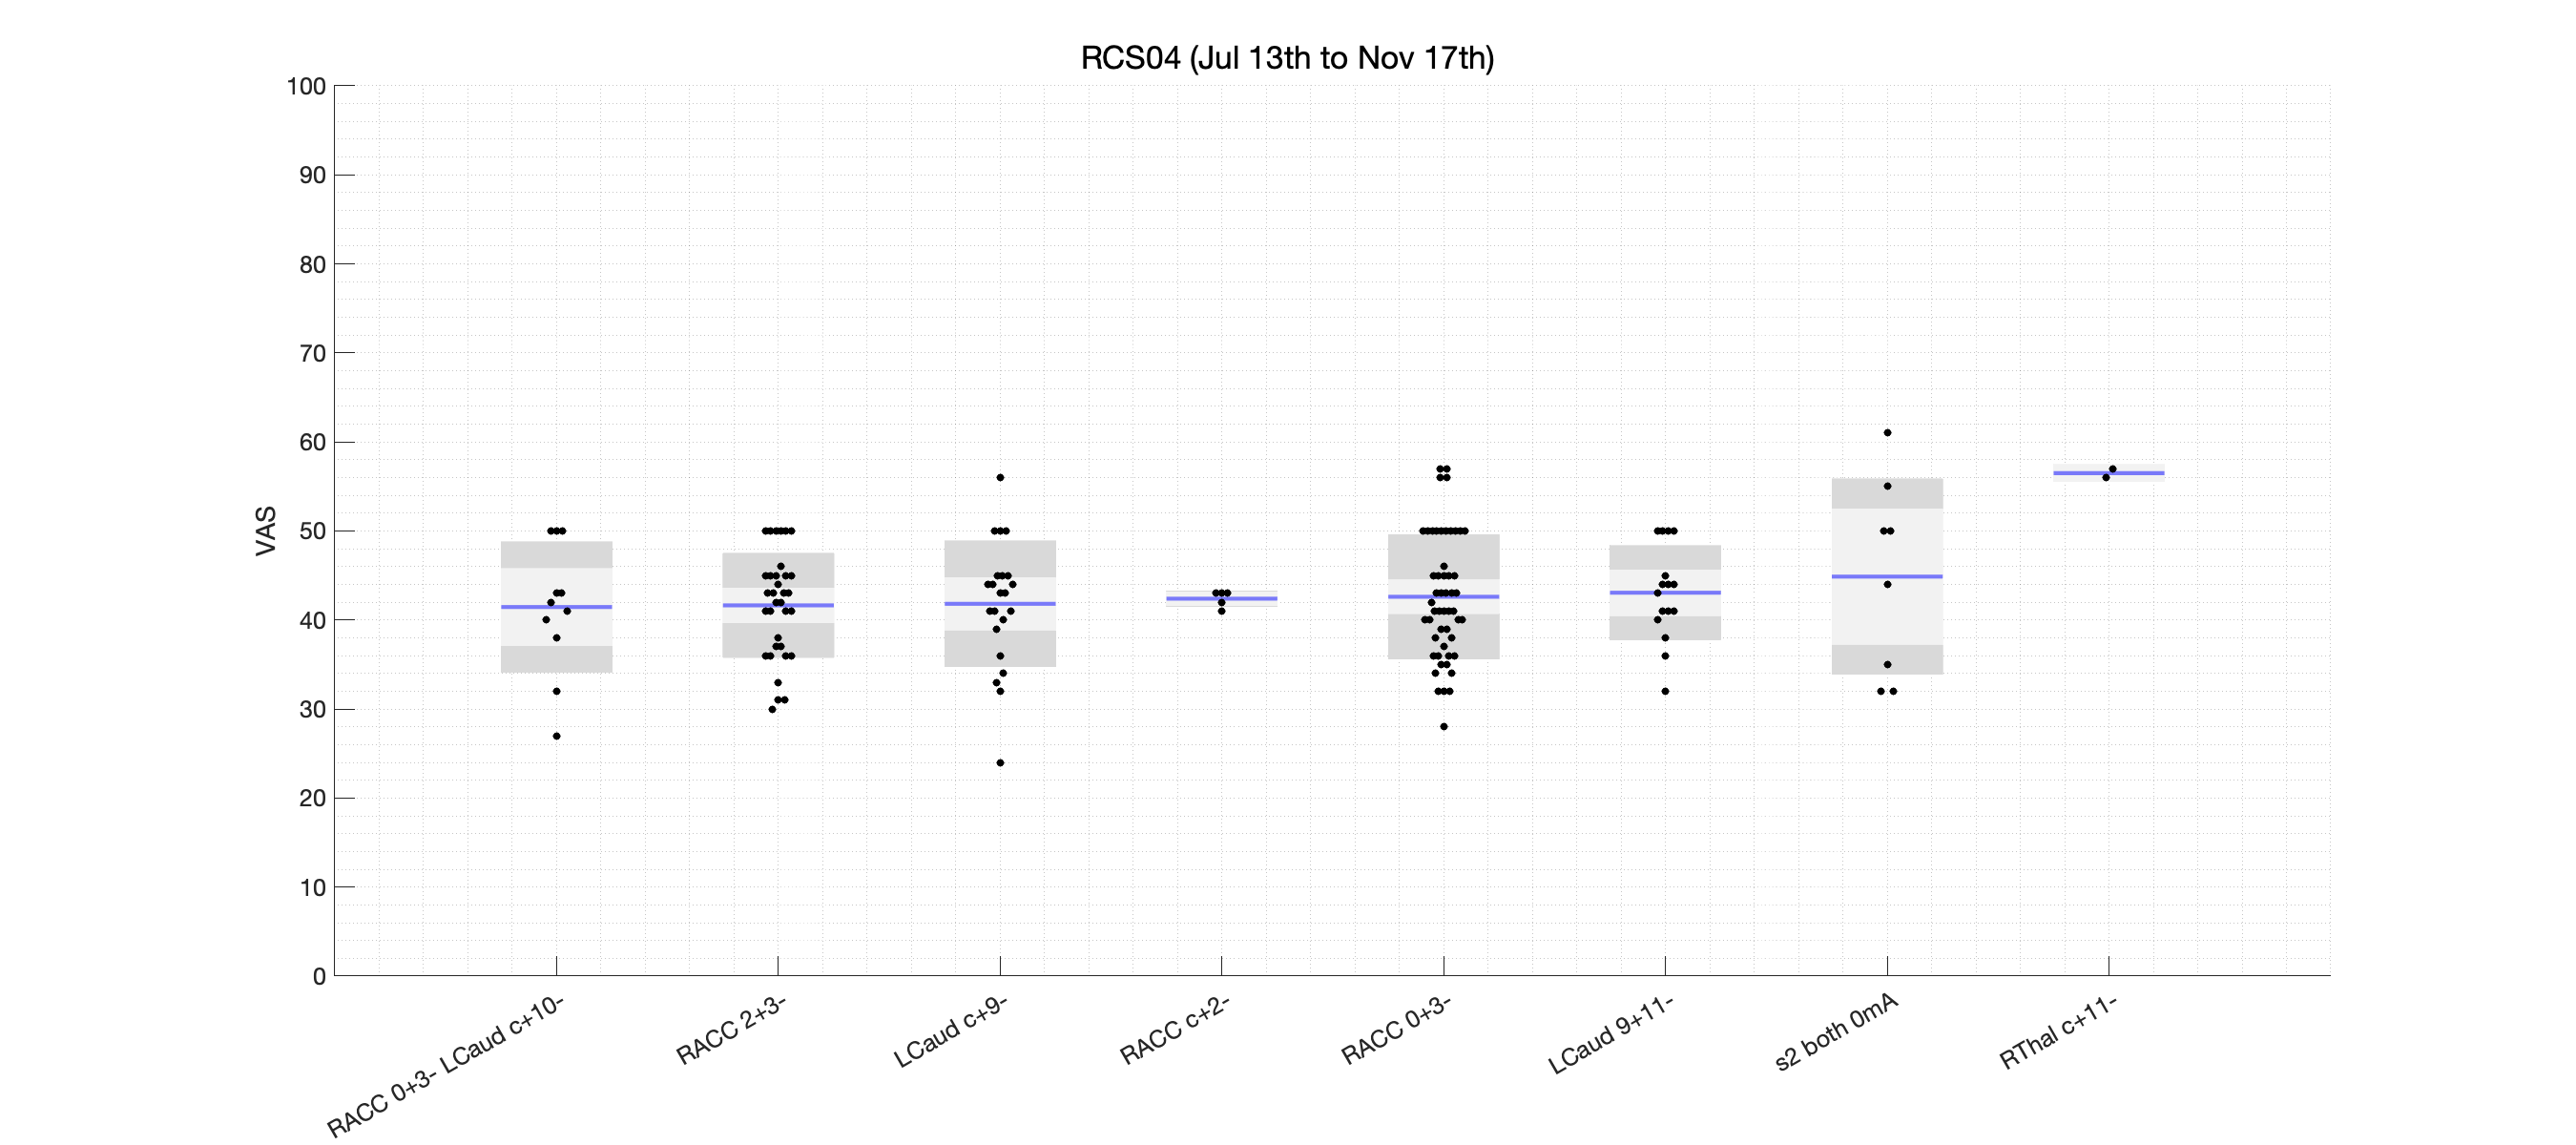 RCS04 (Jul 13th to Nov 17th)
100
90
80
70
60
50
40
30
20
10
0
VAS
RACC 0+3- LCaud c+10-
RACC 2+3-
LCaud c+9-
RACC c+2-
RACC 0+3-
LCaud 9+11-
s2 both 0mA
RThal c+11-